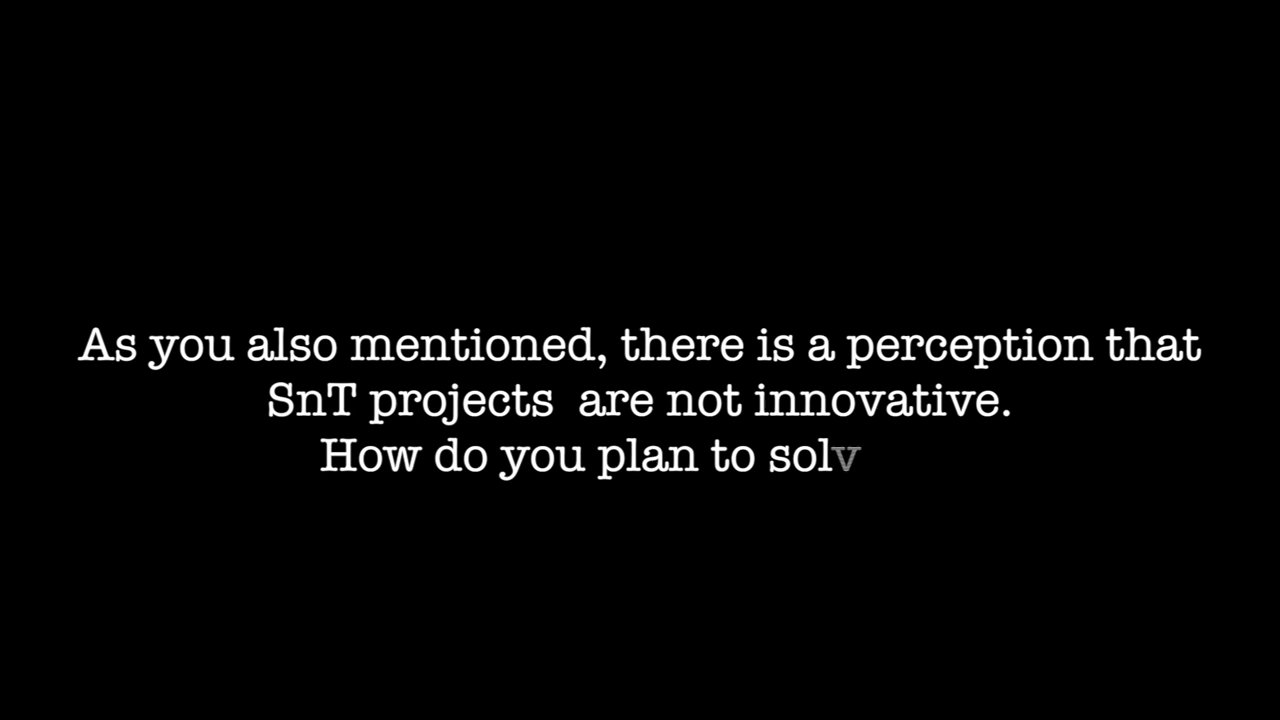 As you also mentioned, there is a perception that
SnT projects  are not innovative.
How do you plan to solv